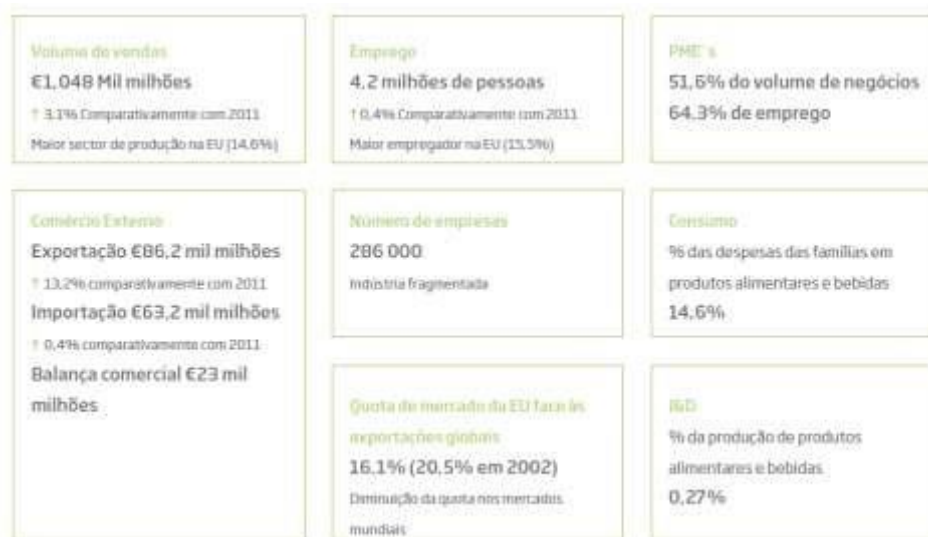 Volume de vendas
€1,048 Mil milhões
↑ 3,1% Comparativamente com 2011
Maior sector de produção na EU (14,6%)
Emprego
4,2 milhões de pessoas
↑ 0,4% Comparativamente com 2011
Maior empregador na EU (15,5%)
PME´s
51,6% do volume de negócios
64.3% de emprego
Comércio Externo
Exportação €86,2 mil milhões
↑ 13,2% comparativamente com 2011
Importação €63,2 mil milhões
↑ 0,4% comparativamente com 2011
Balança comercial €23 mil
milhões
Número de empresas
286 000
Indústria fragmentada
Consumo
% das despesas das famílias em
produtos alimentares e bebidas
14,6%
Quota de mercado da EU face às
exportações globais
16,1% (20,5% em 2002)
Diminuição da quota nos mercados
mundiais
I&D
% da produção de produtos
alimentares e bebidas
0,27%